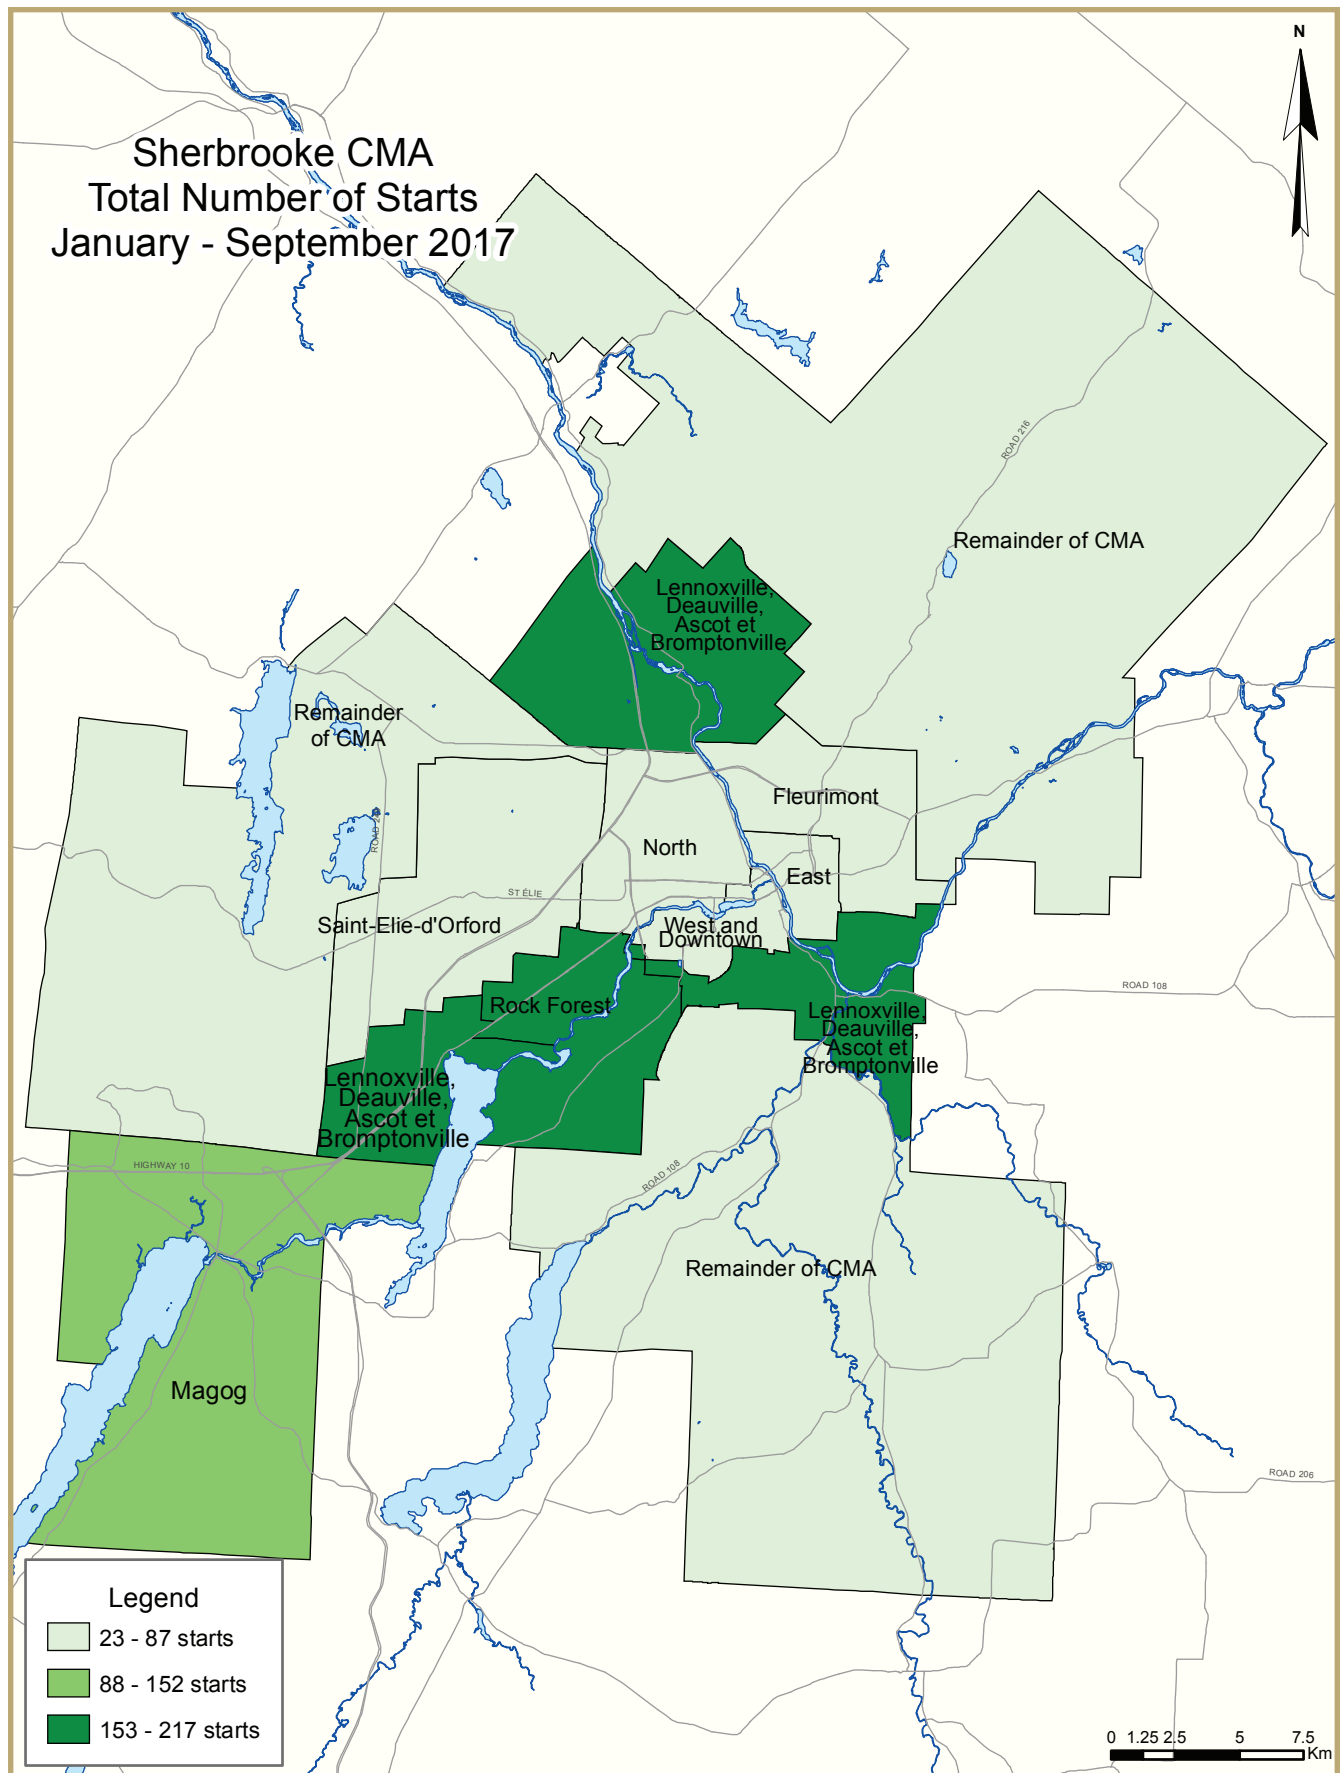 N
Sherbrooke CMA
Total Number of Starts
January - September 2017
ROAD 216
Remainder of CMA
Lennoxville,
Deauville,
Ascot et
Bromptonville
Remainder
of CMA
Fleurimont
ROAD
North
East
ST ÉLIE
Saint-Elie-d'Orford
West and
Downtown
Rock Forest
ROAD 108
Lennoxville,
Deauville,
Ascot et
Bromptonville
Lennoxville,
Deauville,
Ascot et
Bromptonville
HIGHWAY 10
ROAD 108
Remainder of CMA
Magog
ROAD 206
Legend
23 - 87 starts
88 - 152 starts
153 - 217 starts
0 1.25 2.5 5 7.5
Km